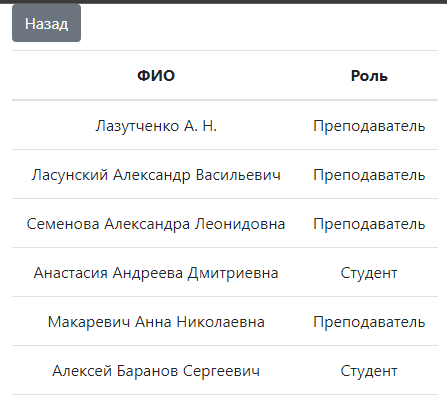 Назад
ФИО Роль
Лазутченко А. Н. Преподаватель
Ласунский Александр Васильевич Преподаватель
Семенова Александра Леонидовна Преподаватель
Анастасия Андреева Дмитриевна Студент
Макаревич Анна Николаевна Преподаватель
Алексей Баранов Сергеевич Студент